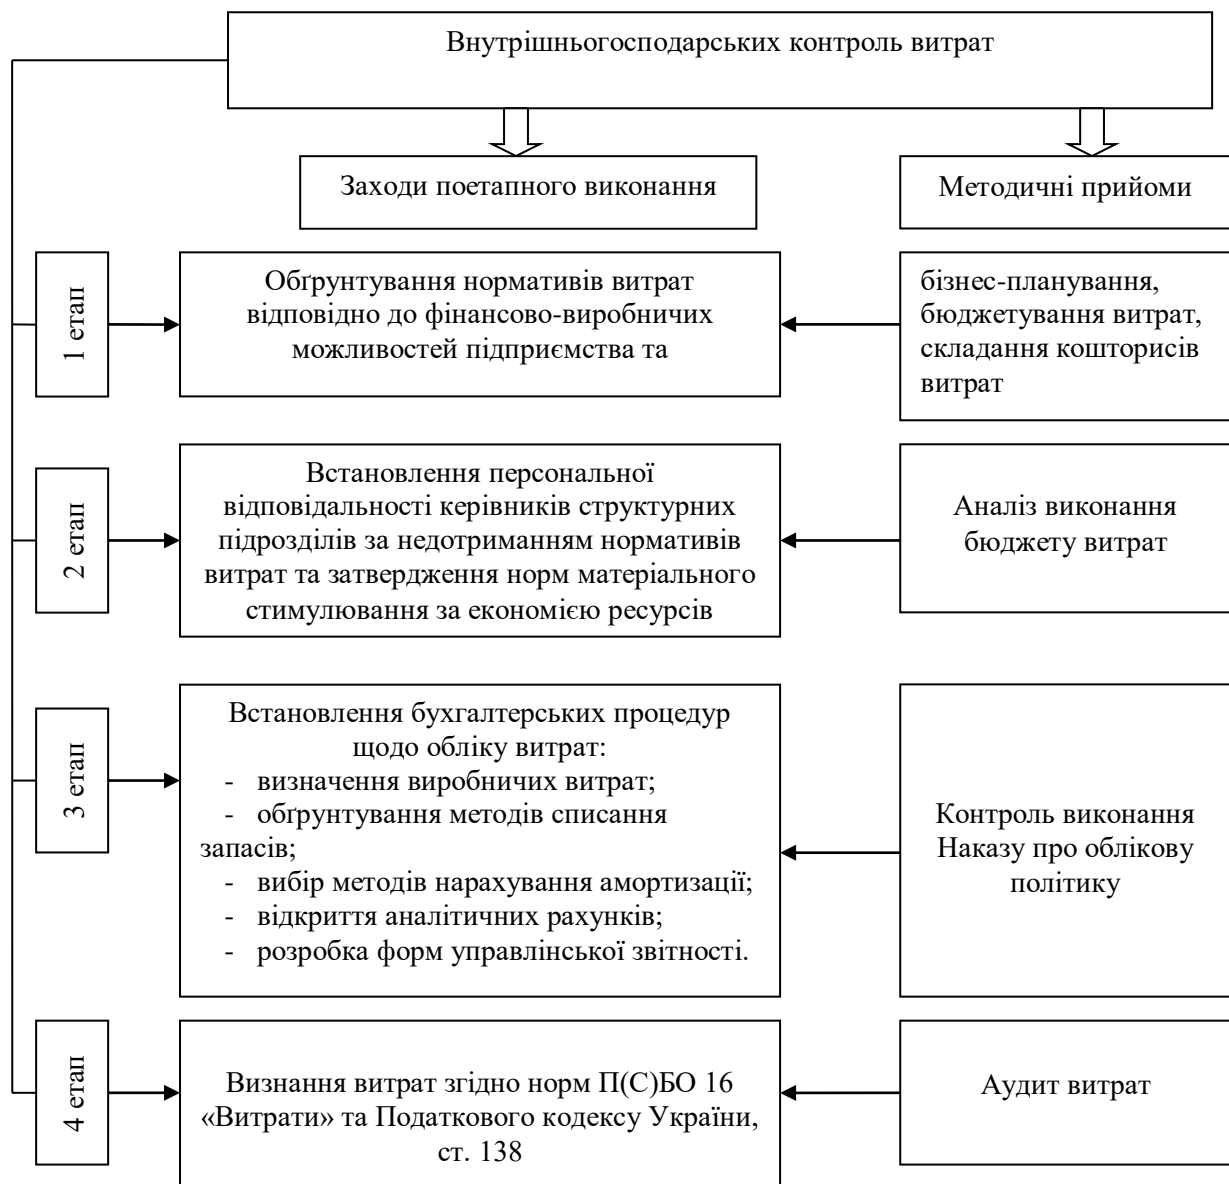 Внутрішньогосподарських контроль витрат
Заходи поетапного виконання
Методичні прийоми
1 етап
Обґрунтування нормативів витрат
відповідно до фінансово-виробничих
можливостей підприємства та
бізнес-планування,
бюджетування витрат,
складання кошторисів
витрат
2 етап
Встановлення персональної
відповідальності керівників структурних
підрозділів за недотриманням нормативів
витрат та затвердження норм матеріального
стимулювання за економією ресурсів
Аналіз виконання
бюджету витрат
3 етап
Встановлення бухгалтерських процедур
щодо обліку витрат:
- визначення виробничих витрат;
- обґрунтування методів списання
запасів;
- вибір методів нарахування амортизації;
- відкриття аналітичних рахунків;
- розробка форм управлінської звітності.
Контроль виконання
Наказу про облікову
політику
4 етап
Визнання витрат згідно норм П(С)БО 16
«Витрати» та Податкового кодексу України,
ст. 138
Аудит витрат